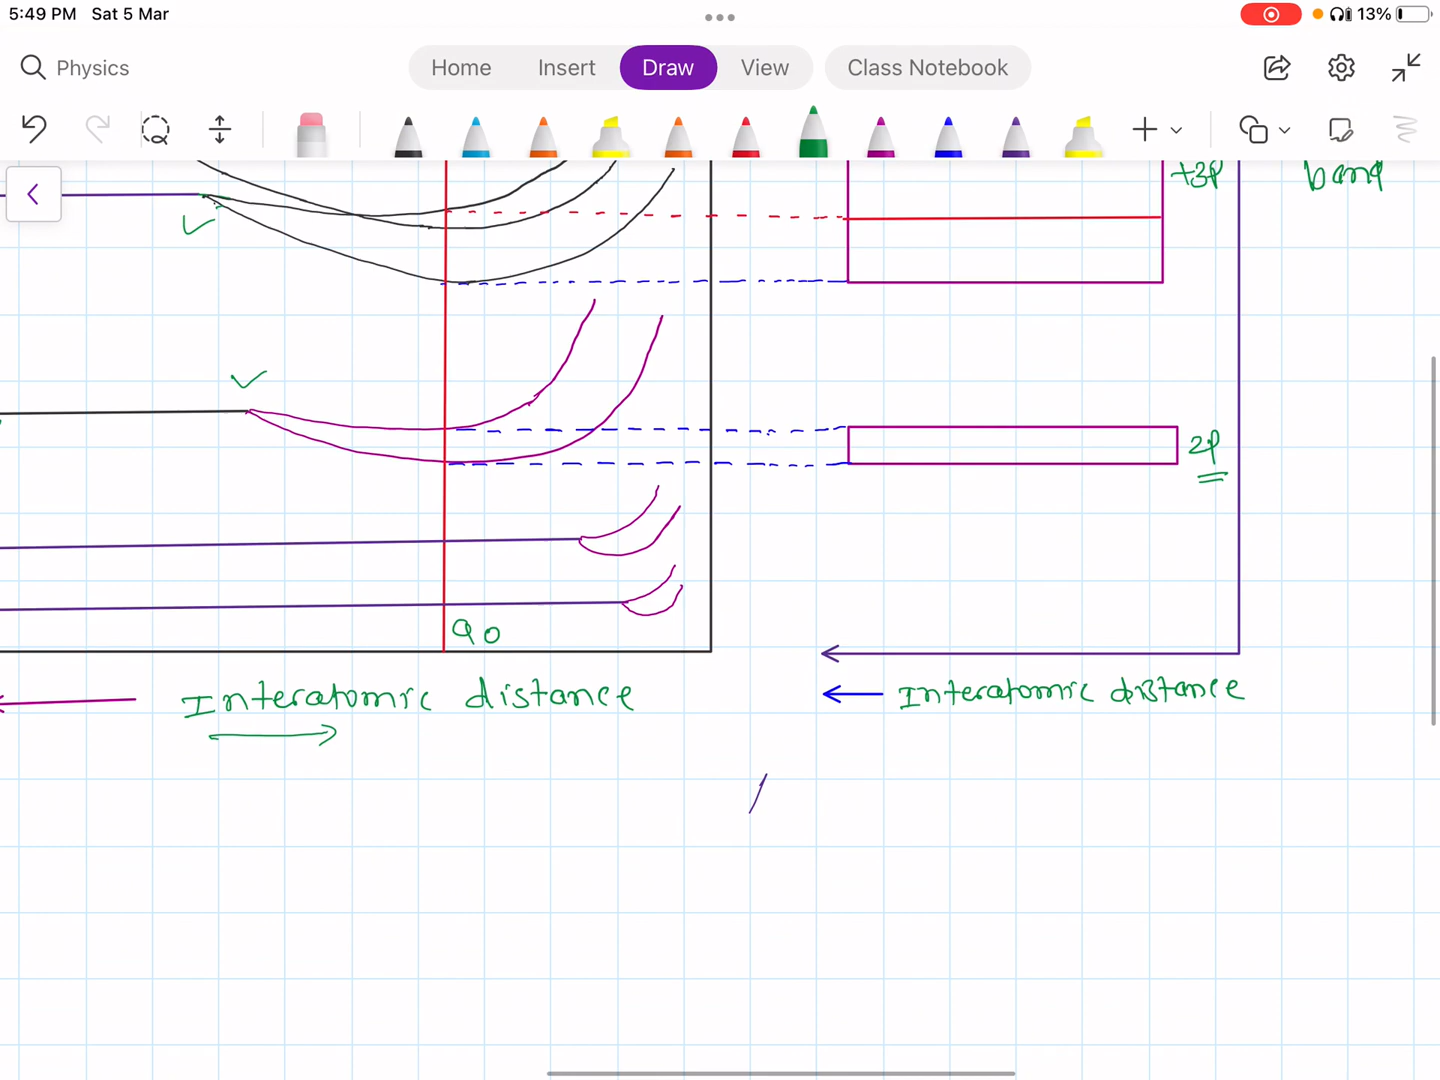 5:49 PM Sat 5 Mar
13%
Physics
Home Insert Draw View Class Notebook
+3P
band
2P
a0
Interatomic distance
Interatomic distance